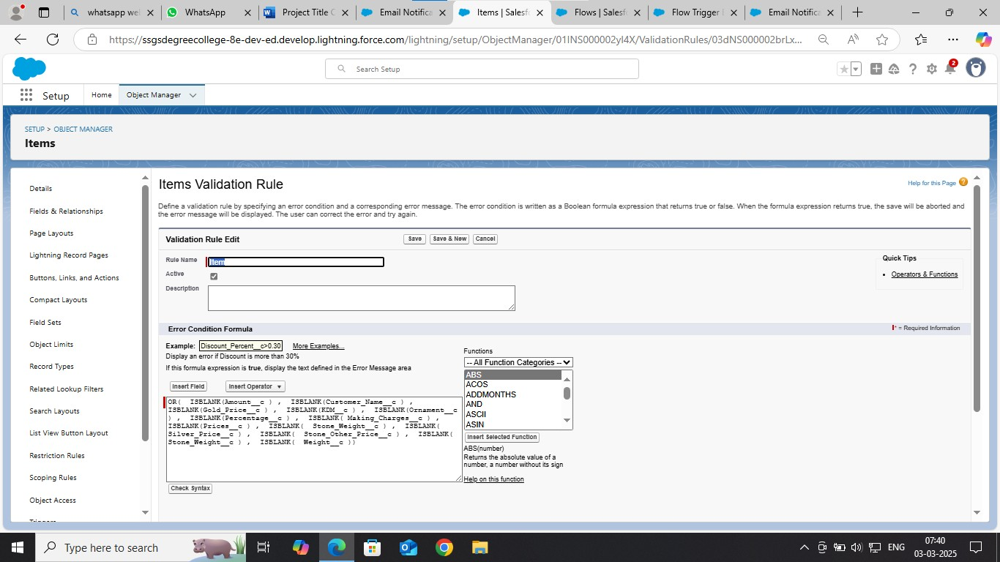 whatsapp we
WhatsApp
Project Title C
Email Notifica
Items | Salesf
Flows | Salesf
Flow Trigger
Email Notifica
https://ssgsdegreecollege-8e-dev-ed.develop.lightning.force.com/lightning/setup/ObjectManager/01INS000002yI4X/ValidationRules/03dNS000002brLx...
Search Setup
2
Setup
Home
Object Manager
SETUP > OBJECT MANAGER
Items
Details
Fields & Relationships
Page Layouts
Lightning Record Pages
Buttons, Links, and Actions
Compact Layouts
Field Sets
Object Limits
Record Types
Related Lookup Filters
Search Layouts
List View Button Layout
Restriction Rules
Scoping Rules
Object Access
Triggers
Items Validation Rule
Help for this Page ?
Define a validation rule by specifying an error condition and a corresponding error message. The error condition is written as a Boolean formula expression that returns true or false. When the formula expression returns true, the save will be aborted and
the error message will be displayed. The user can correct the error and try again.
Validation Rule Edit
Save
Save & New
Cancel
Rule Name
Item
Active
Description
Quick Tips
• Operators & Functions
Error Condition Formula
= Required Information
Example: Discount_Percent__c>0.30 More Examples...
Display an error if Discount is more than 30%
If this formula expression is true, display the text defined in the Error Message area
Insert Field
Insert Operator
OR( ISBLANK(Amount__c ) , ISBLANK(Customer_Name__c ) ,
ISBLANK(Gold_Price__c ) , ISBLANK(KDM__c ) , ISBLANK(Ornament__c
) , ISBLANK(Percentage__c ) , ISBLANK( Making_Charges__c ) ,
ISBLANK(Prices__c ) , ISBLANK( Stone_Weight__c ) , ISBLANK(
Silver_Price__c ) , ISBLANK( Stone_Other_Price__c ) , ISBLANK(
Stone_Weight__c ) , ISBLANK( Weight__c ))
Check Syntax
Functions
-- All Function Categories --
ABS
ACOS
ADDMONTHS
AND
ASCII
ASIN
Insert Selected Function
ABS(number)
Returns the absolute value of a
number, a number without its sign
Help on this function
Type here to search
ENG
07:40
03-03-2025